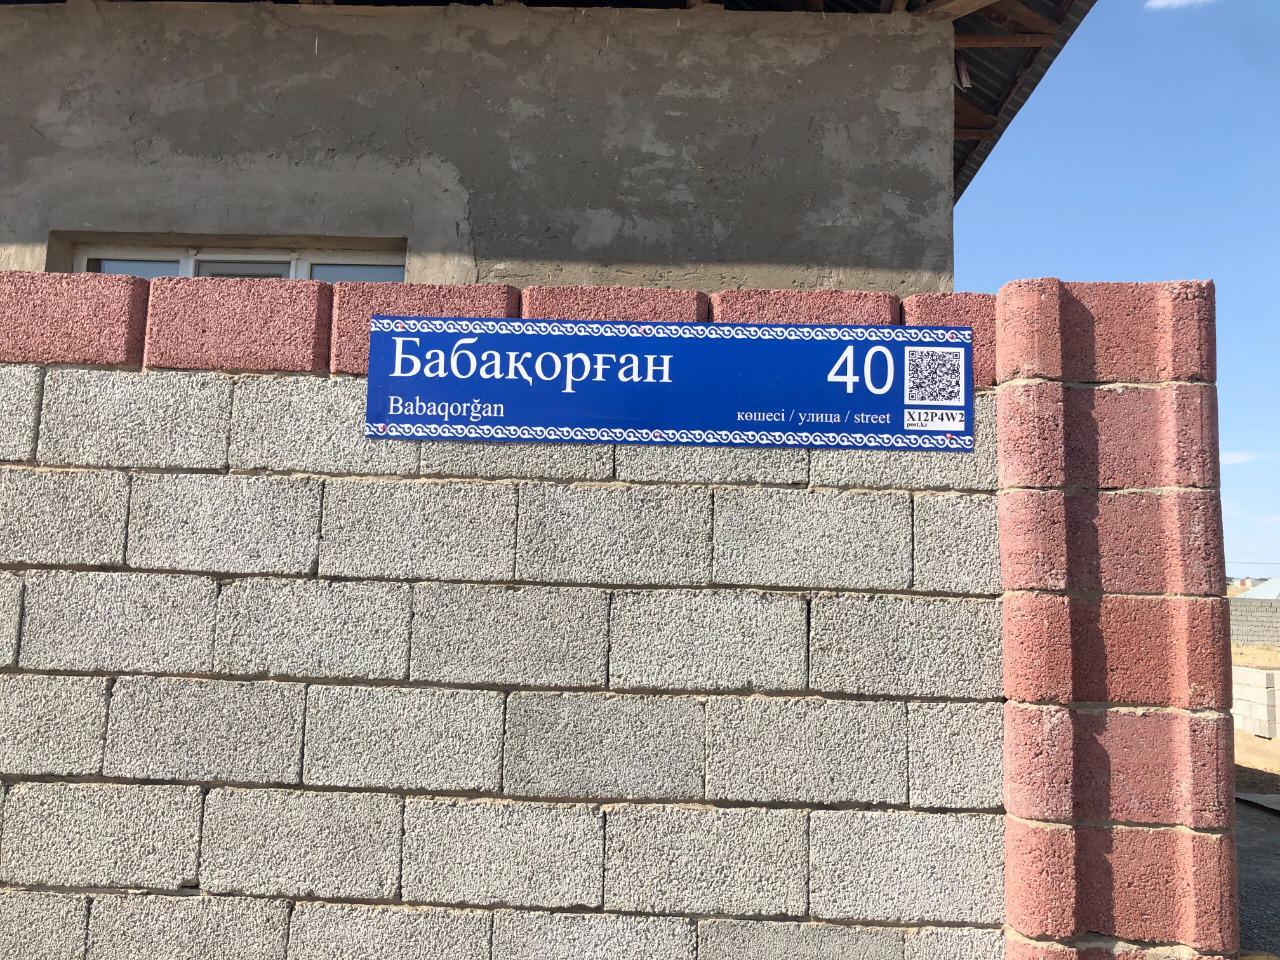 Бабақорған
40
Babaqorğan
көшесі / улица / street
X12P4W2
post.kz